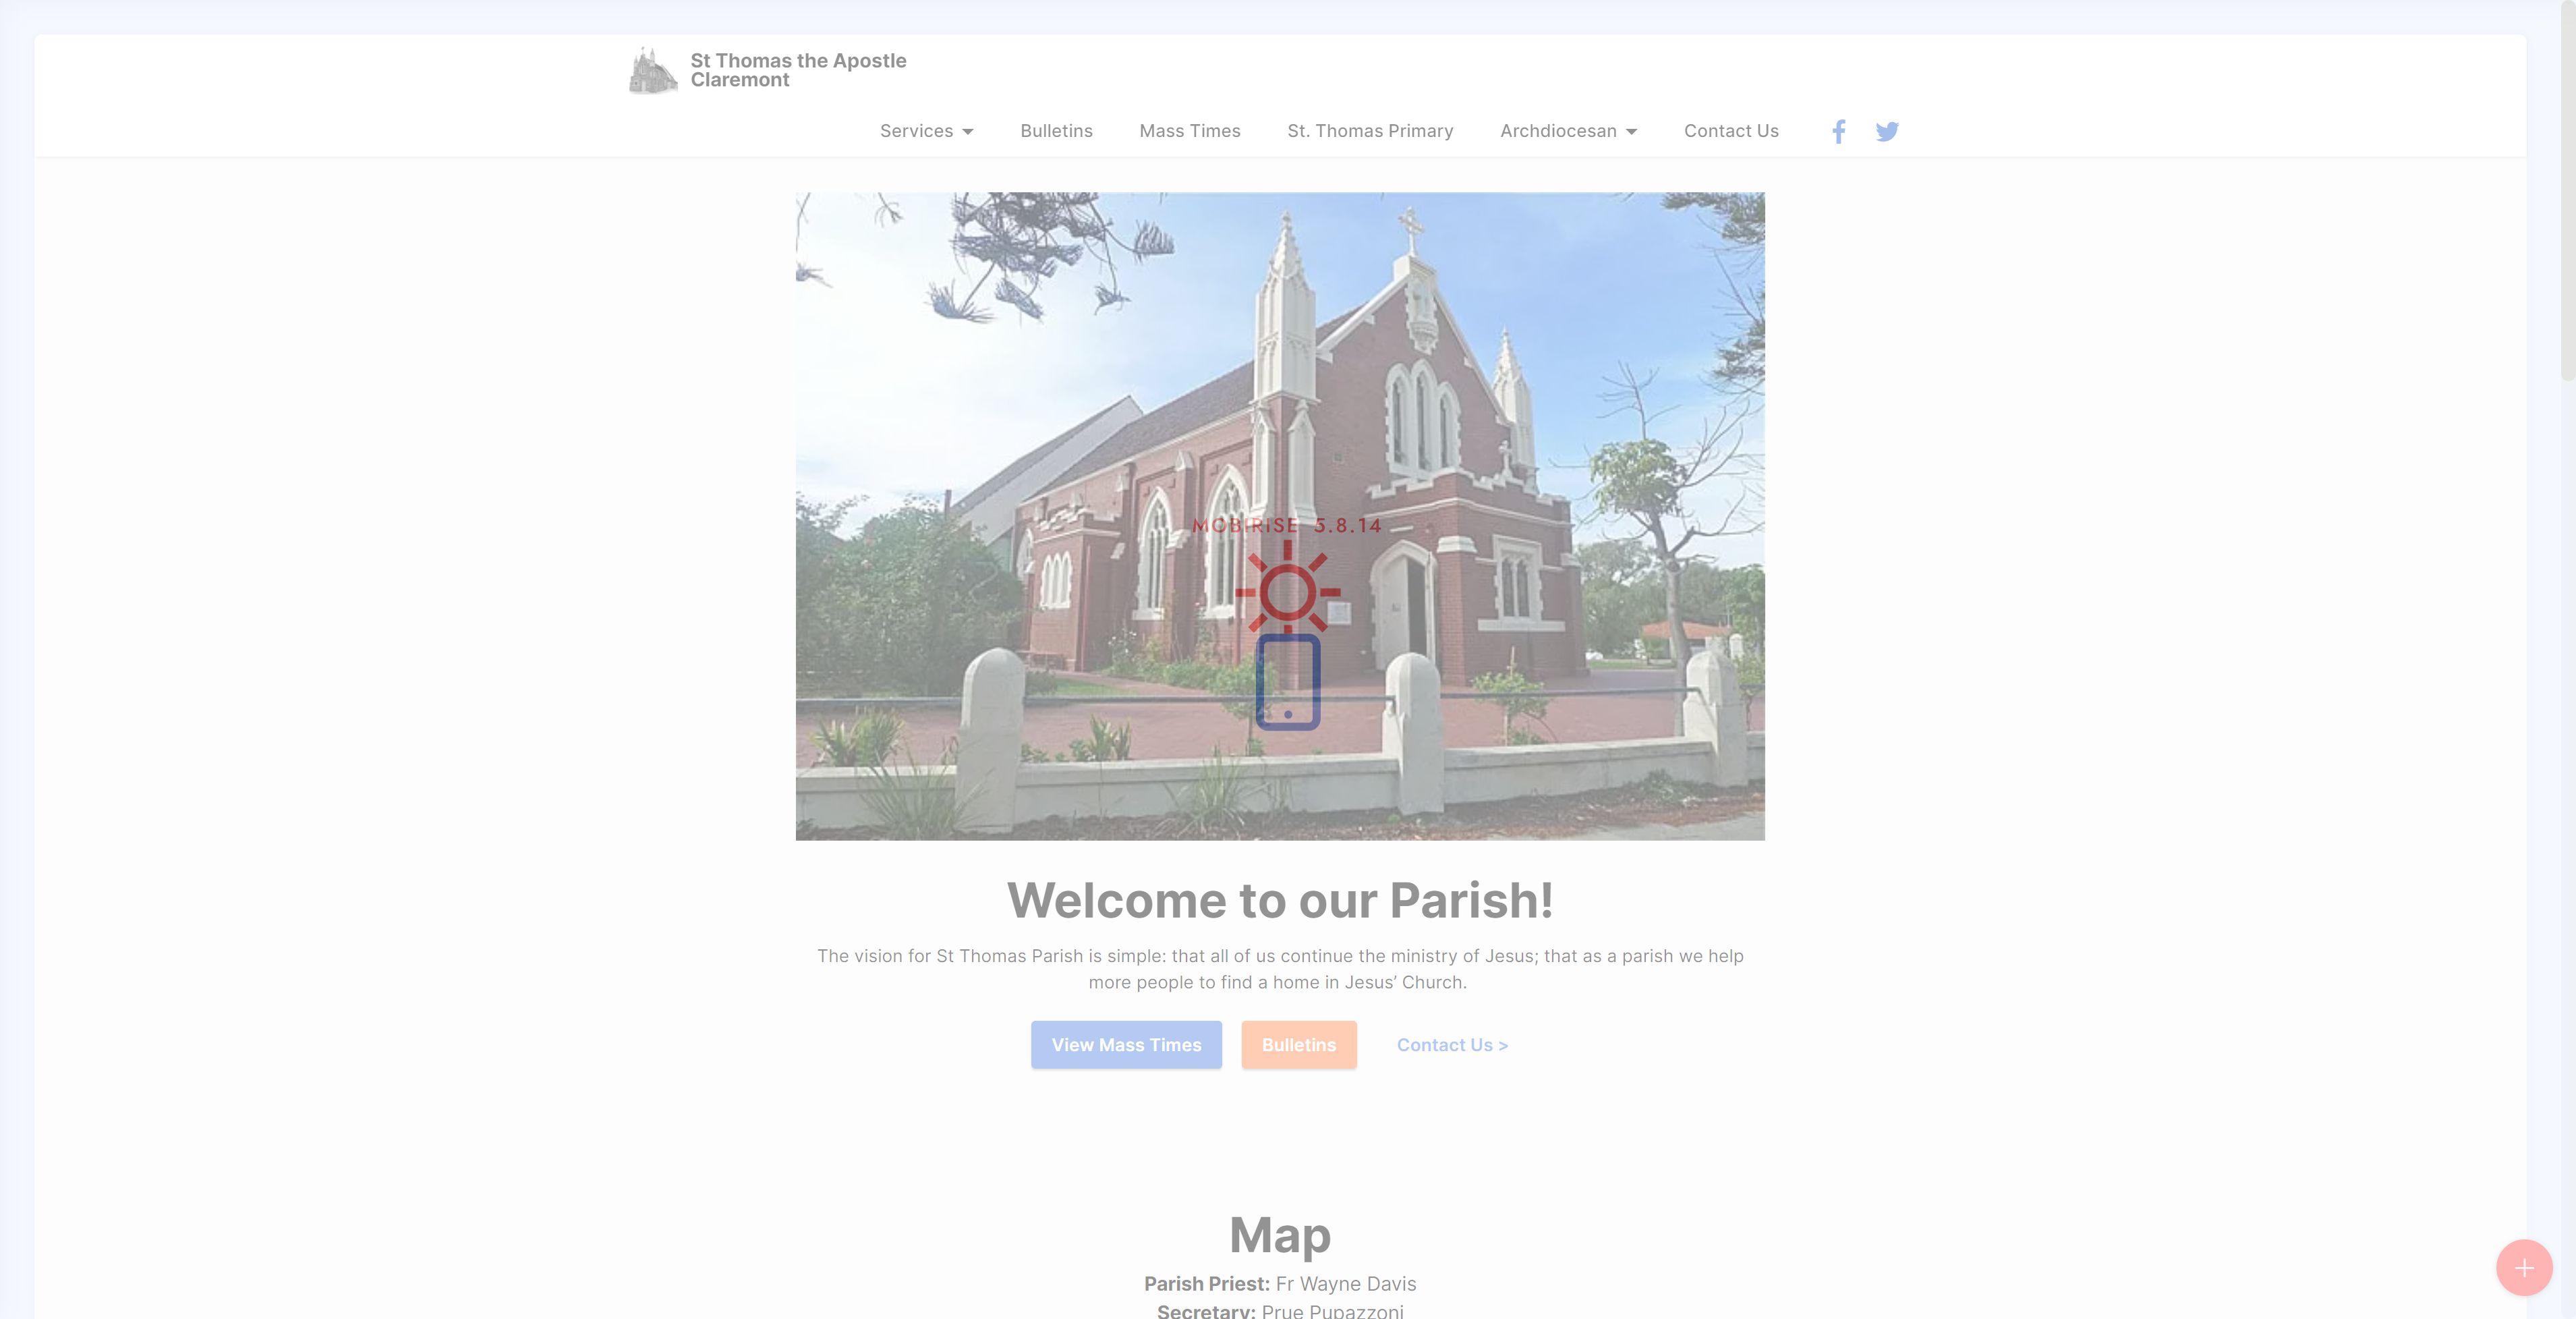 St Thomas the Apostle
Claremont
Services Bulletins Mass Times St. Thomas Primary Archdiocesan Contact Us
MOBIRISE 5.8.14
Welcome to our Parish!
The vision for St Thomas Parish is simple: that all of us continue the ministry of Jesus; that as a parish we help
more people to find a home in Jesus’ Church.
View Mass Times Bulletins Contact Us >
Map
Parish Priest: Fr Wayne Davis
Secretary: Prue Pupazzoni